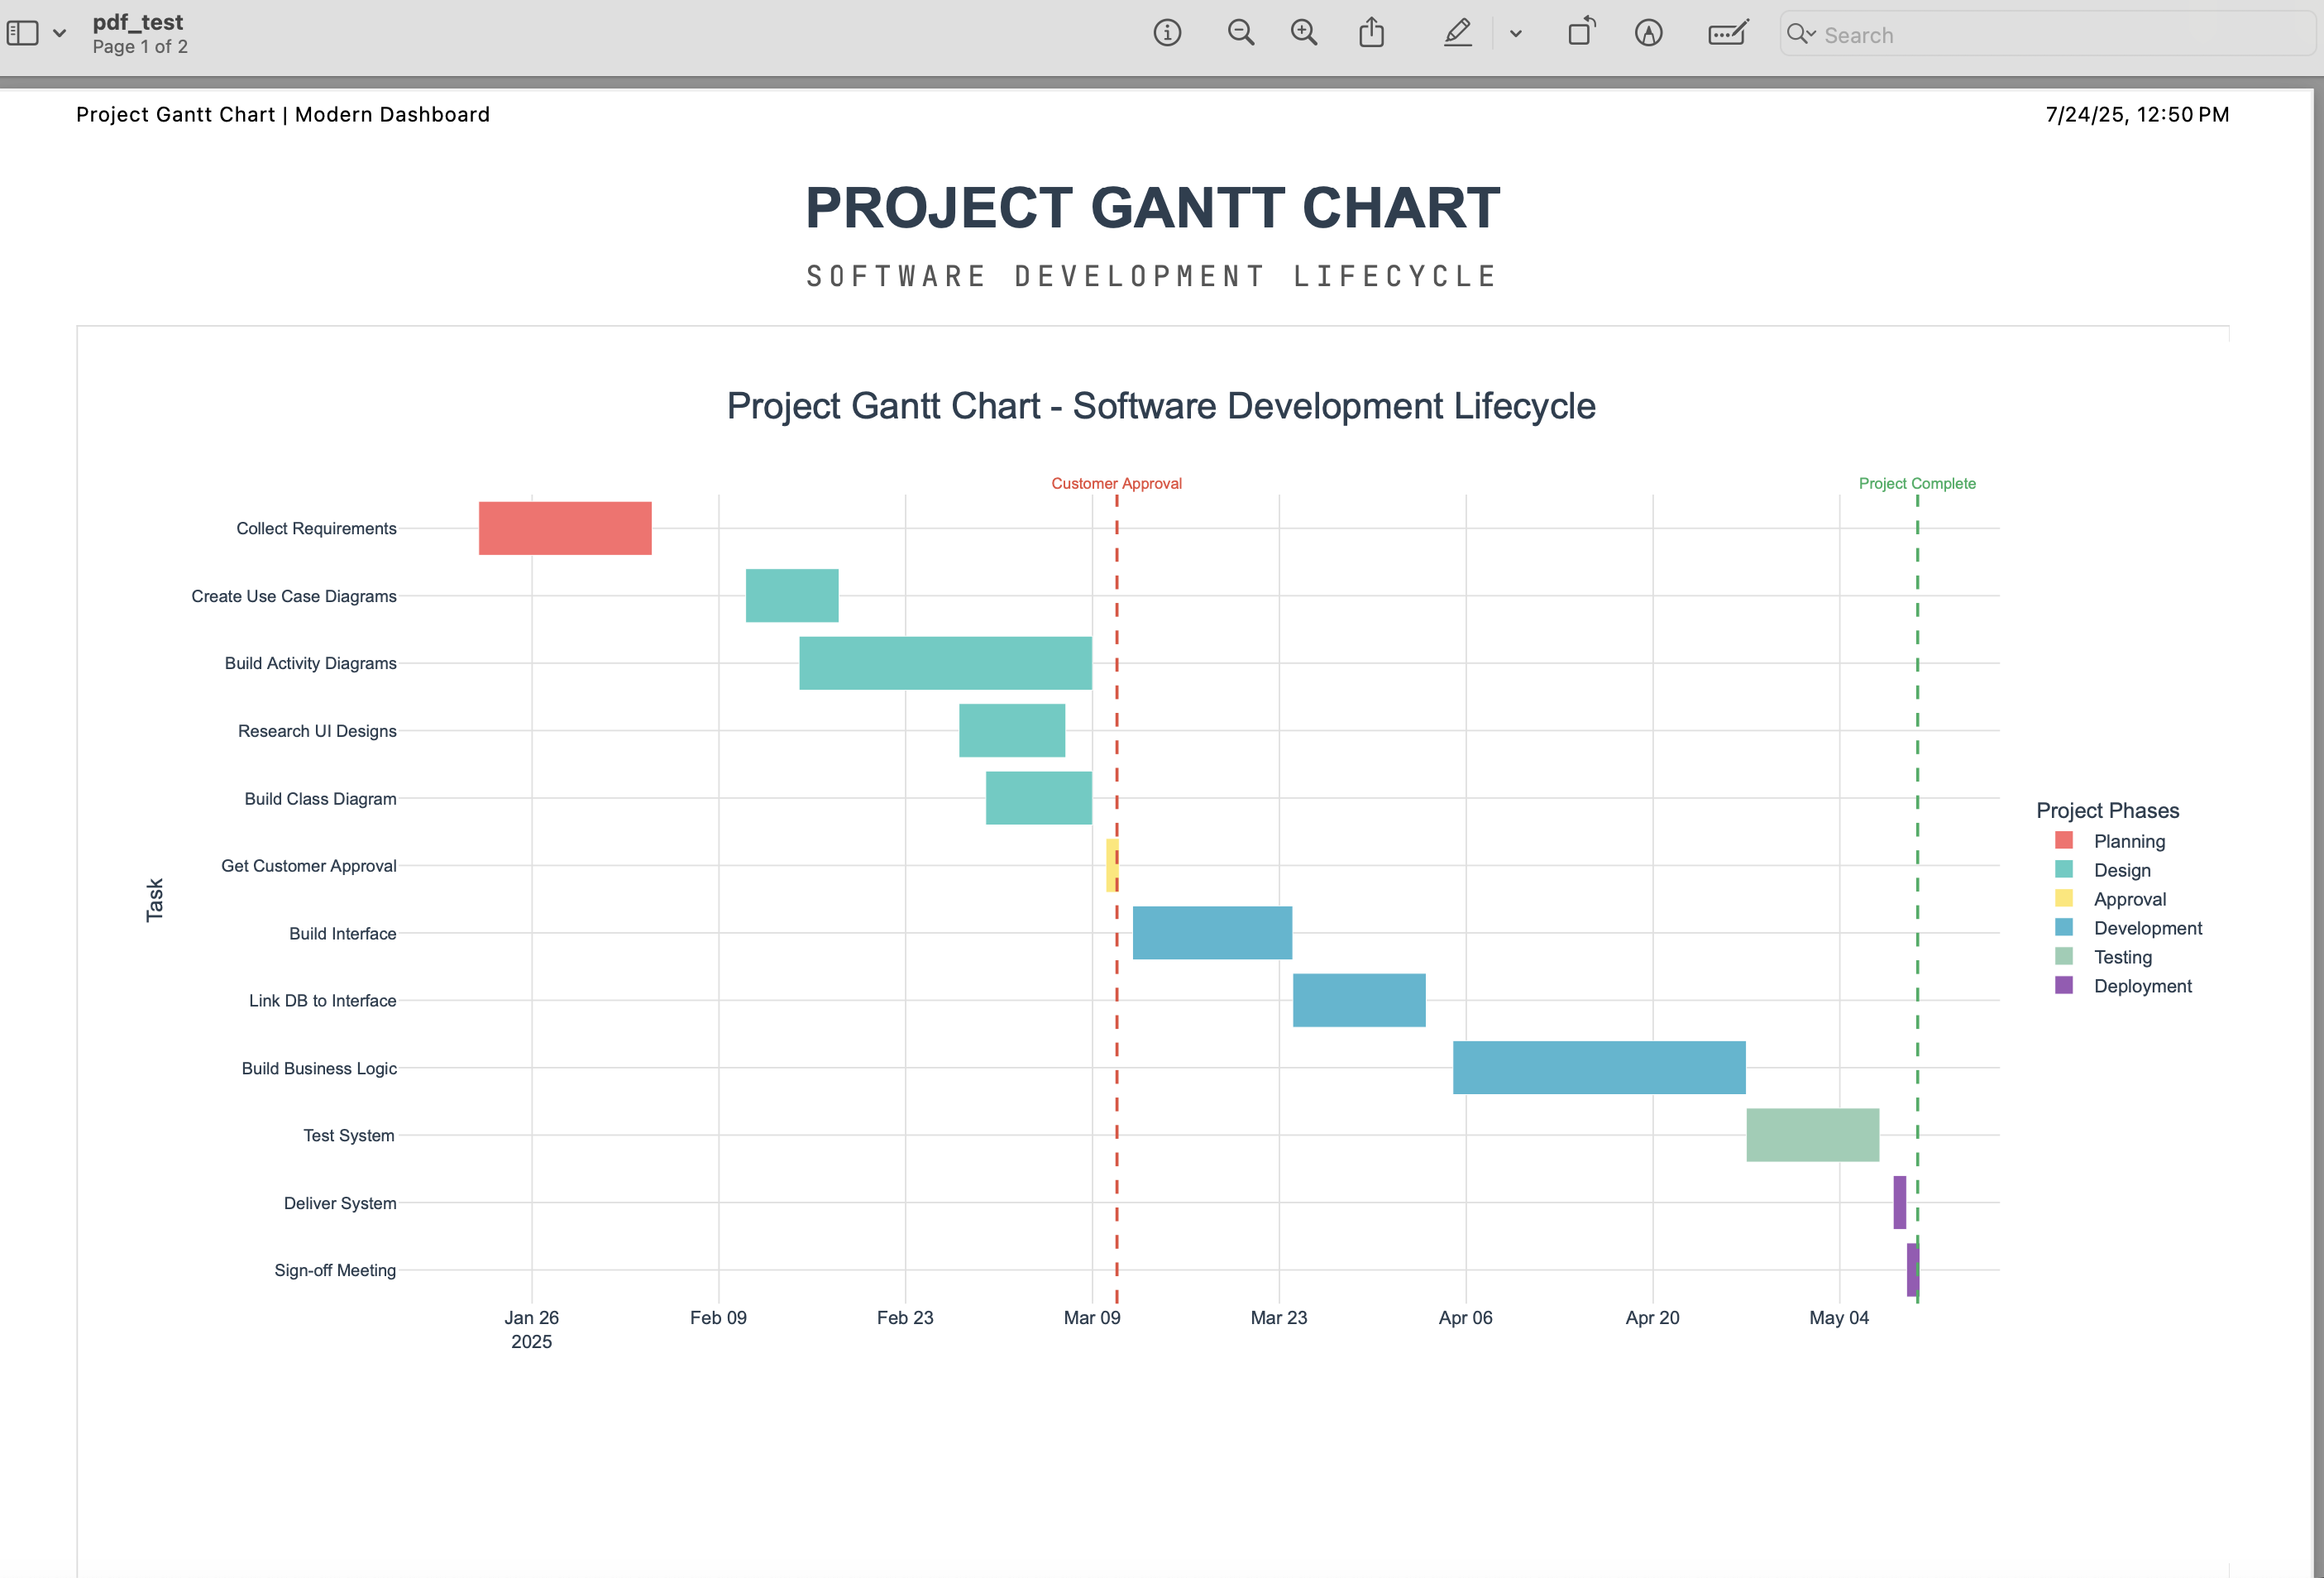 pdf_test
Page 1 of 2
Search
Project Gantt Chart | Modern Dashboard
7/24/25, 12:50 PM
PROJECT GANTT CHART
SOFTWARE DEVELOPMENT LIFECYCLE
Project Gantt Chart - Software Development Lifecycle
Customer Approval
Project Complete
Collect Requirements
Create Use Case Diagrams
Build Activity Diagrams
Research UI Designs
Build Class Diagram
Get Customer Approval
Build Interface
Link DB to Interface
Build Business Logic
Test System
Deliver System
Sign-off Meeting
Task
Jan 26
2025
Feb 09
Feb 23
Mar 09
Mar 23
Apr 06
Apr 20
May 04
Project Phases
Planning
Design
Approval
Development
Testing
Deployment